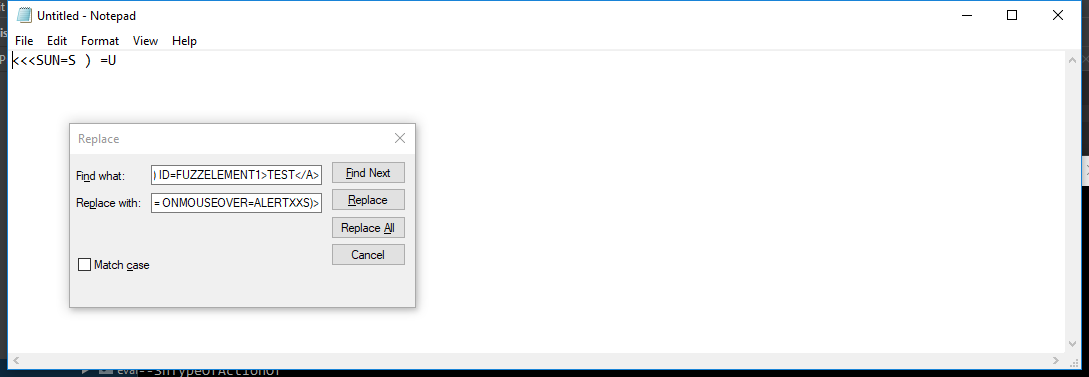 Untitled - Notepad
File Edit Format View Help
<<<SUN=S ) =U
Replace
Find what: ) ID=FUZZELEMENT1>TEST</A> Find Next
Replace with: = ONMOUSEOVER=ALERTXXS)> Replace
Replace All
Cancel
Match case